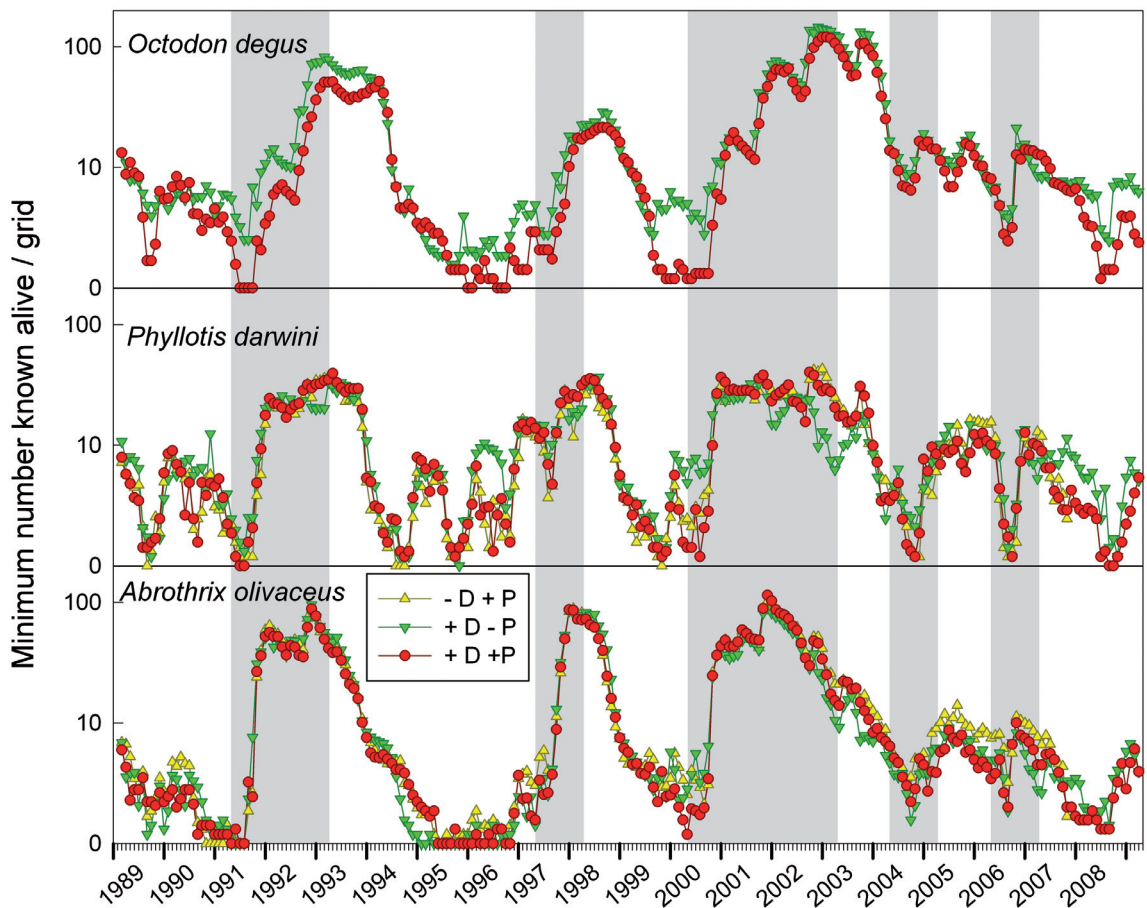 Minimum number known alive / grid
Octodon degus
100
10
0
Phyllotis darwini
100
10
0
Abrothrix olivaceus
100
10
0
- D + P
+ D - P
+ D +P
1989 1990 1991 1992 1993 1994 1995 1996 1997 1998 1999 2000 2001 2002 2003 2004 2005 2006 2007 2008